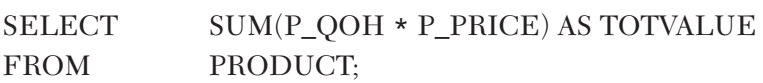 SELECT SUM(P_QOH * P_PRICE) AS TOTVALUE
FROM PRODUCT;